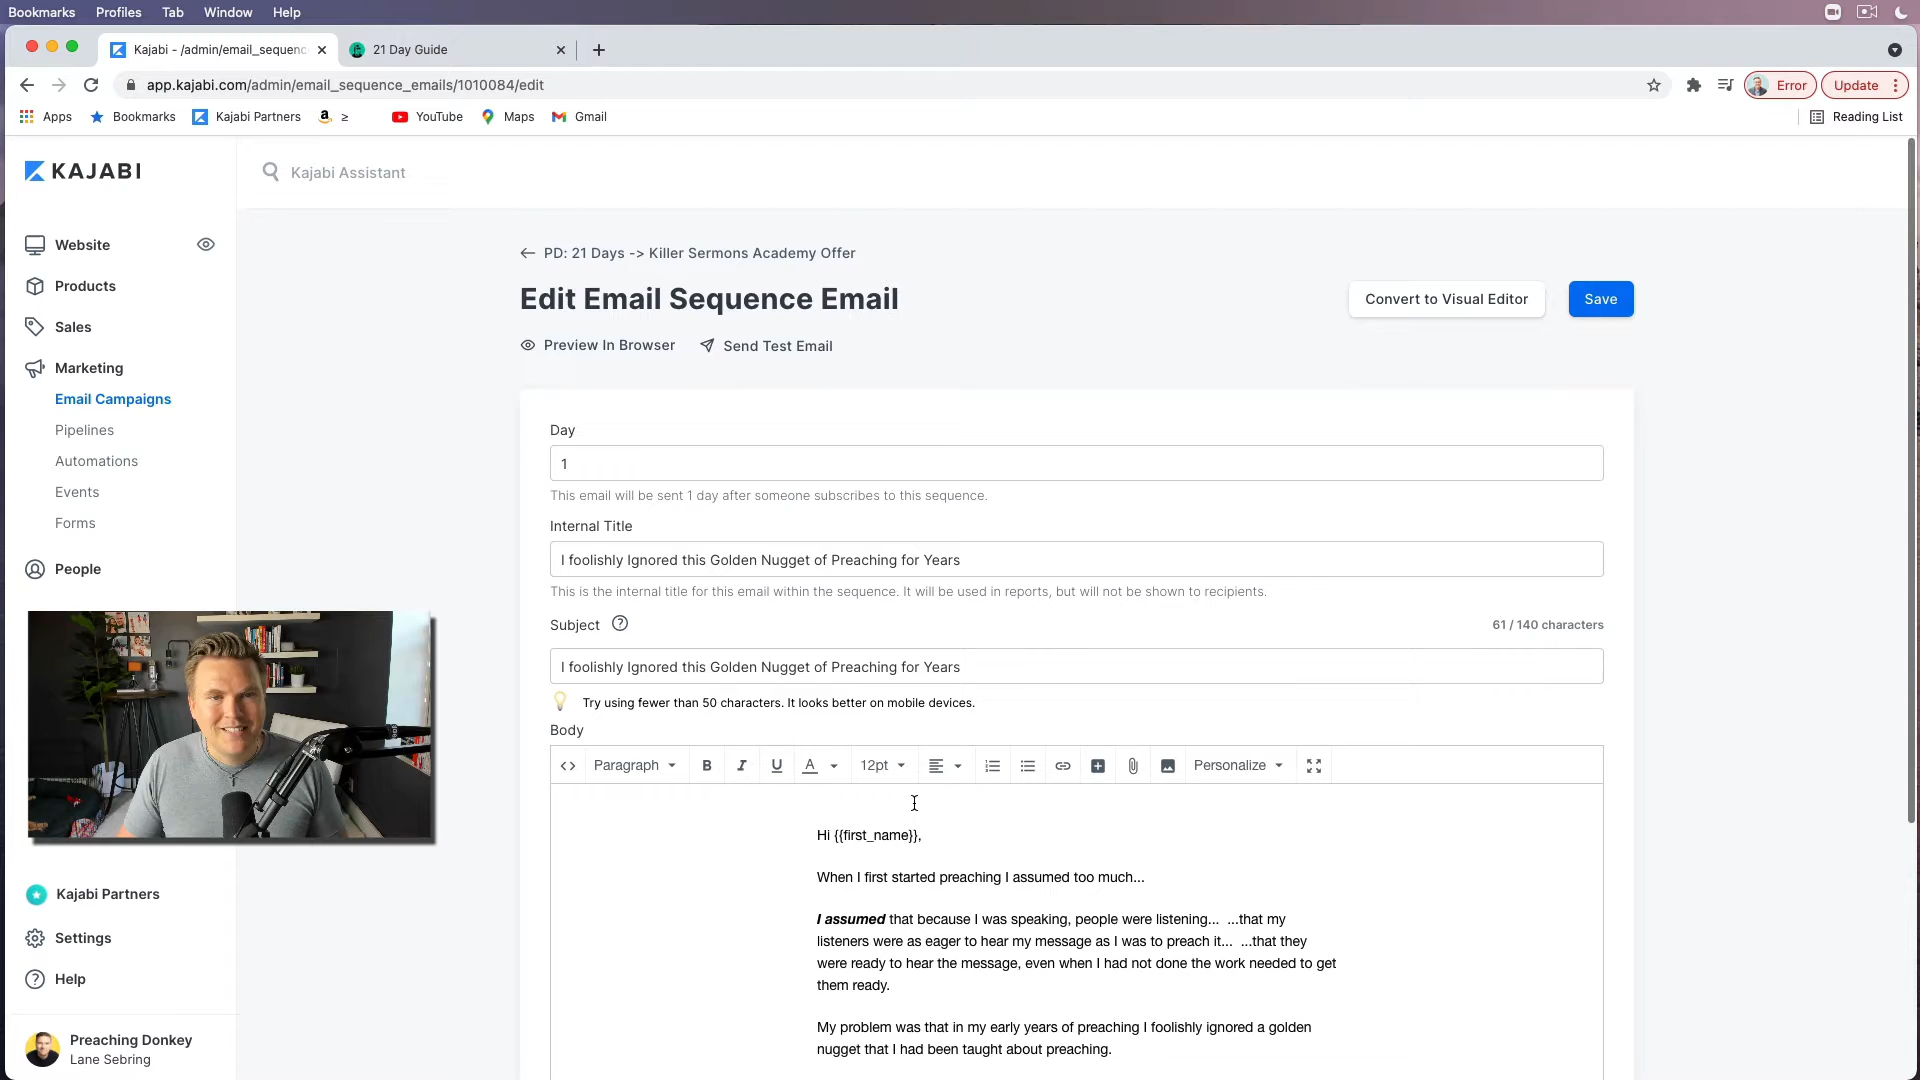 Bookmarks Profiles Tab Window Help
Kajabi - /admin/email_sequenc 21 Day Guide
app.kajabi.com/admin/email_sequence_emails/1010084/edit Error Update
Apps Bookmarks Kajabi Partners ≥ YouTube Maps Gmail Reading List
KAJABI
Kajabi Assistant
Website
Products
Sales
Marketing
Email Campaigns
Pipelines
Automations
Events
Forms
People
Kajabi Partners
Settings
Help
Preaching Donkey
Lane Sebring
PD: 21 Days -> Killer Sermons Academy Offer
Edit Email Sequence Email
Convert to Visual Editor Save
Preview In Browser Send Test Email
Day
1
This email will be sent 1 day after someone subscribes to this sequence.
Internal Title
I foolishly Ignored this Golden Nugget of Preaching for Years
This is the internal title for this email within the sequence. It will be used in reports, but will not be shown to recipients.
Subject 61 / 140 characters
I foolishly Ignored this Golden Nugget of Preaching for Years
Try using fewer than 50 characters. It looks better on mobile devices.
Body
Paragraph B I U A 12pt Personalize
Hi {{first_name}},
When I first started preaching I assumed too much...
I assumed that because I was speaking, people were listening... ...that my
listeners were as eager to hear my message as I was to preach it... ...that they
were ready to hear the message, even when I had not done the work needed to get
them ready.
My problem was that in my early years of preaching I foolishly ignored a golden
nugget that I had been taught about preaching.